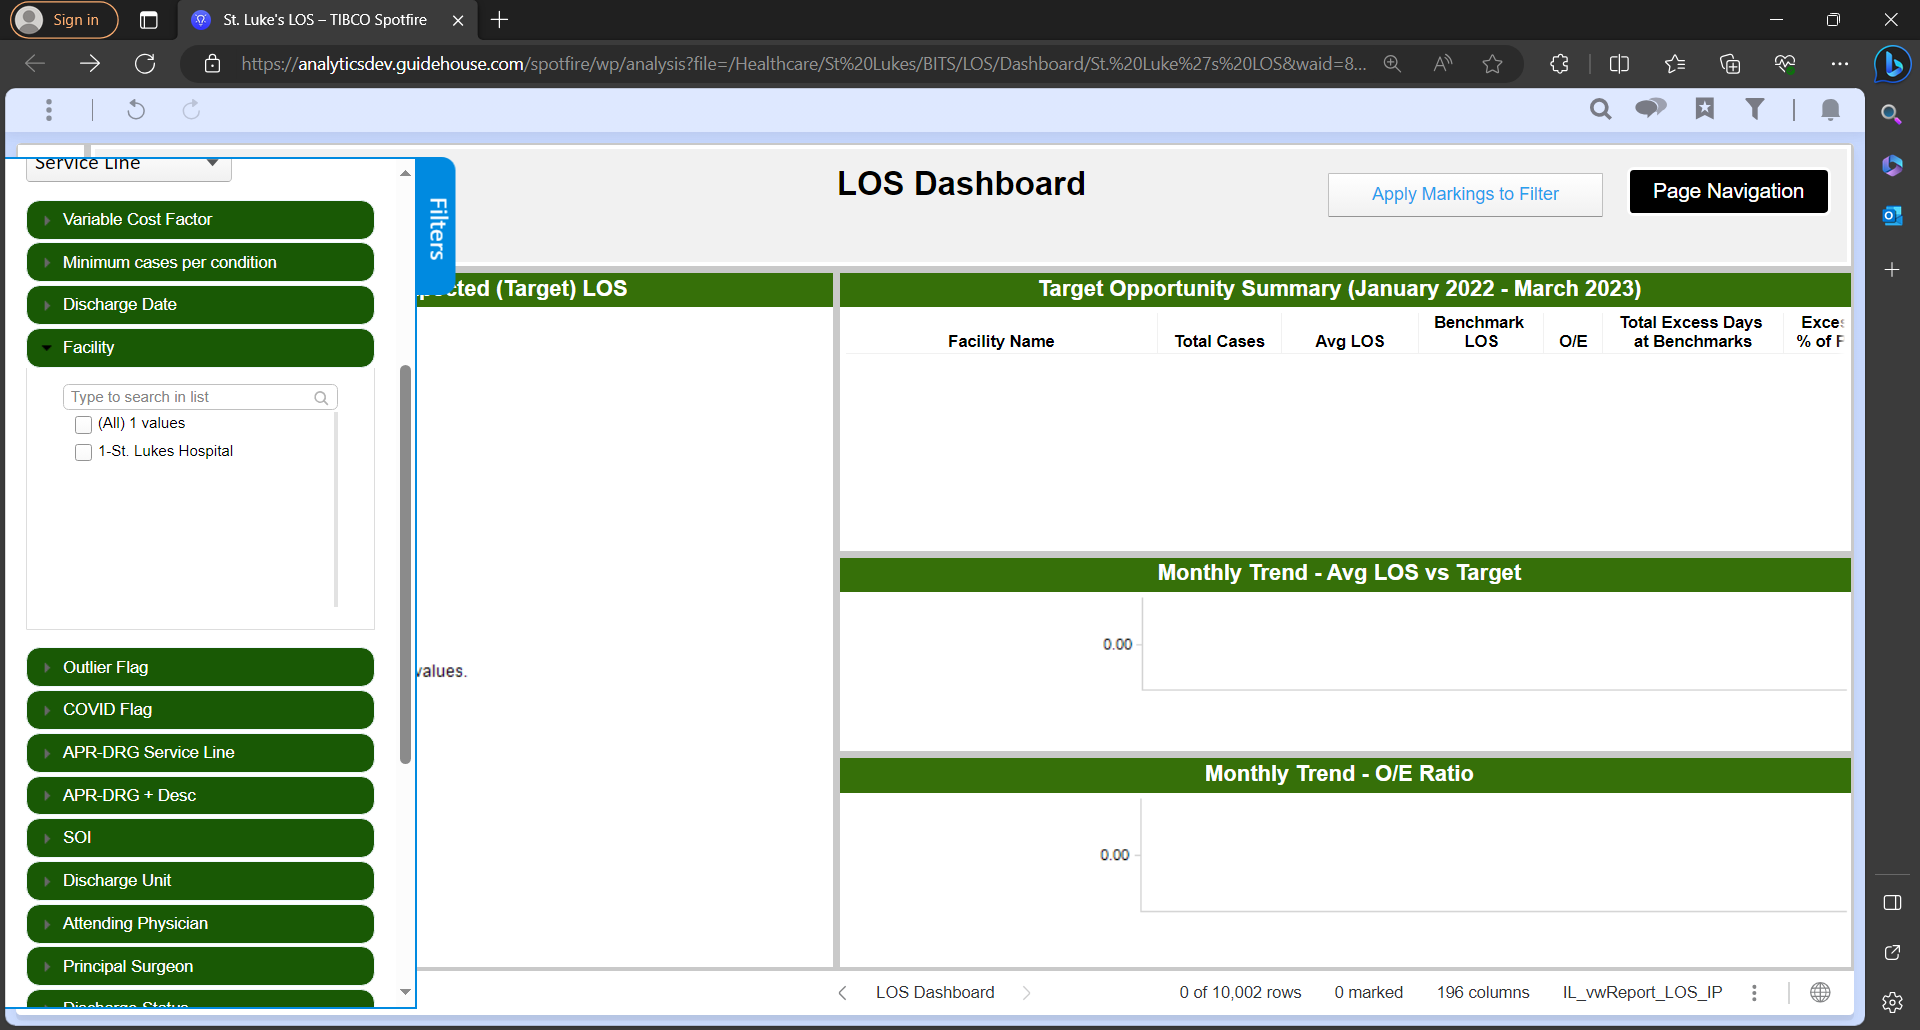 Sign in
St. Luke's LOS – TIBCO Spotfire
https://analyticsdev.guidehouse.com/spotfire/wp/analysis?file=/Healthcare/St%20Lukes/BITS/LOS/Dashboard/St.%20Luke%27s%20LOS&waid=8...
Service Line
Filters
LOS Dashboard
Apply Markings to Filter
Page Navigation
Variable Cost Factor
Minimum cases per condition
Discharge Date
Facility
Type to search in list
(All) 1 values
1-St. Lukes Hospital
Outlier Flag
COVID Flag
APR-DRG Service Line
APR-DRG + Desc
SOI
Discharge Unit
Attending Physician
Principal Surgeon
Discharge Status
(Target) LOS
values.
Target Opportunity Summary (January 2022 - March 2023)
Facility Name
Total Cases
Avg LOS
Benchmark
LOS
O/E
Total Excess Days
at Benchmarks
% of
Monthly Trend - Avg LOS vs Target
0.00
Monthly Trend - O/E Ratio
0.00
LOS Dashboard
0 of 10,002 rows
0 marked
196 columns
IL_vwReport_LOS_IP